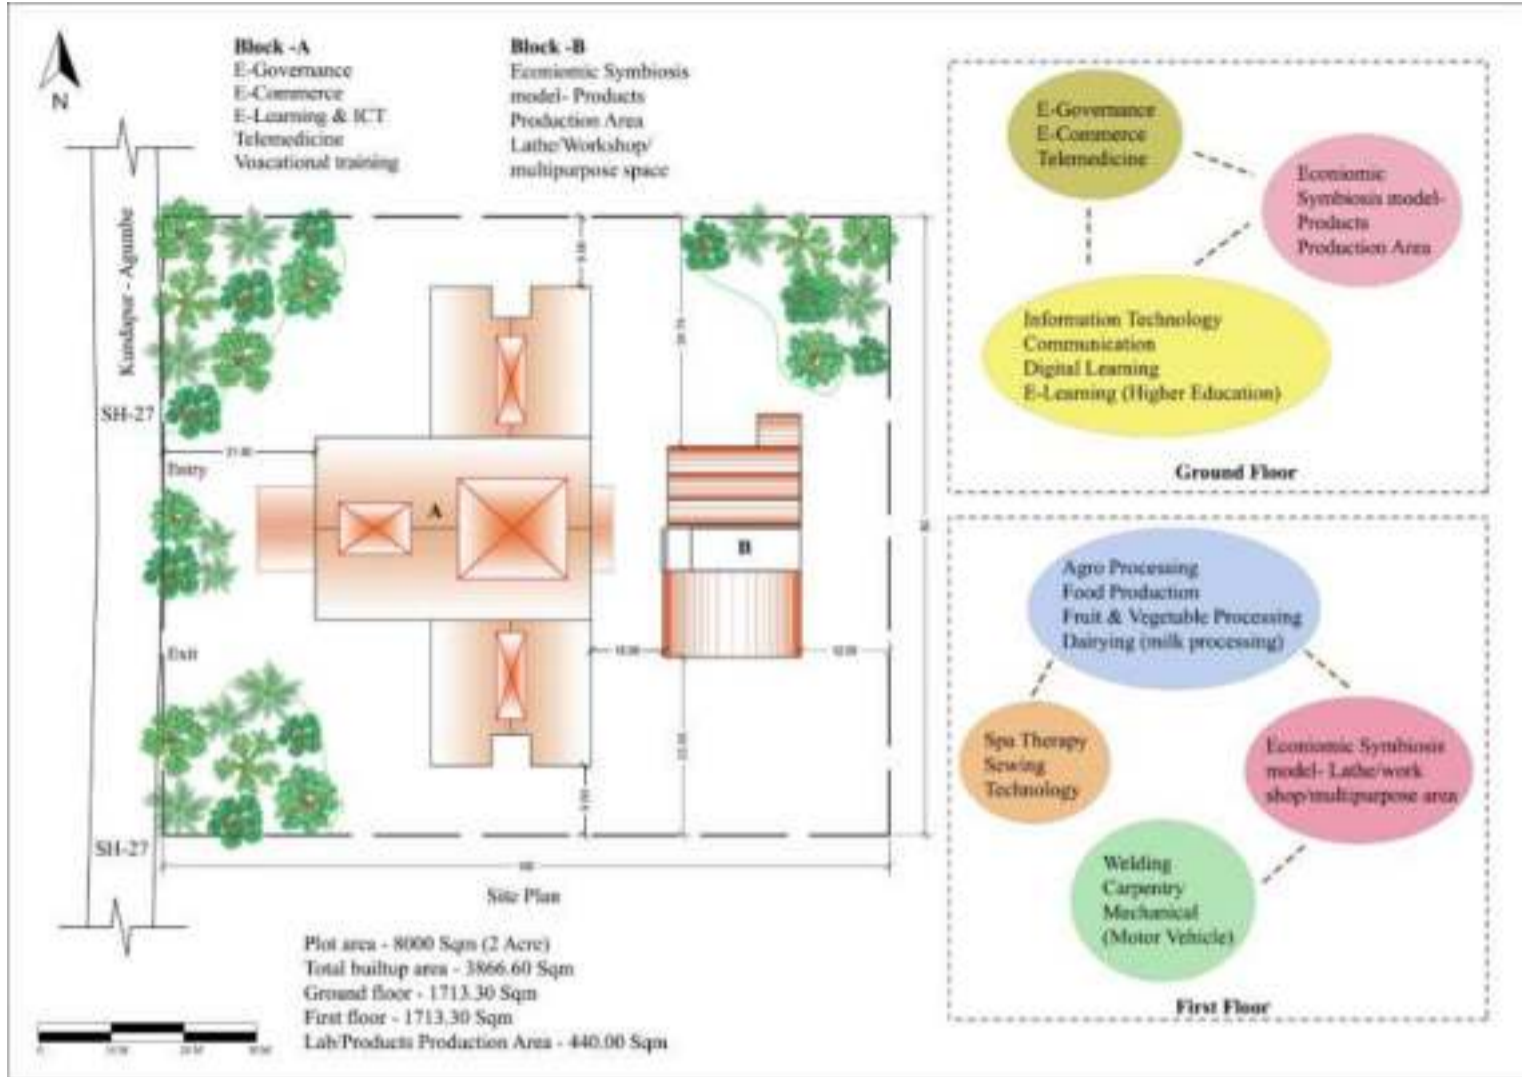 N
Block -A
E-Governance
E-Commerce
E-Learning & ICT
Telemedicine
Voacational training
Block -B
Econiomic Symbiosis
model- Products
Production Area
Lathe/Workshop/
multipurpose space
Kundapur - Agumbe
SH-27
Entry
Exit
SH-27
A
B
Site Plan
Plot area - 8000 Sqm (2 Acre)
Total builtup area - 3866.60 Sqm
Ground floor - 1713.30 Sqm
First floor - 1713.30 Sqm
Lab/Products Production Area - 440.00 Sqm
0
E-Governance
E-Commerce
Telemedicine
Econiomic
Symbiosis model-
Products
Production Area
Information Technology
Communication
Digital Learning
E-Learning (Higher Education)
Ground Floor
Agro Processing
Food Production
Fruit & Vegetable Processing
Dairying (milk processing)
Spa Therapy
Sewing
Technology
Econiomic Symbiosis
model- Lathe/work
shop/multipurpose area
Welding
Carpentry
Mechanical
(Motor Vehicle)
First Floor